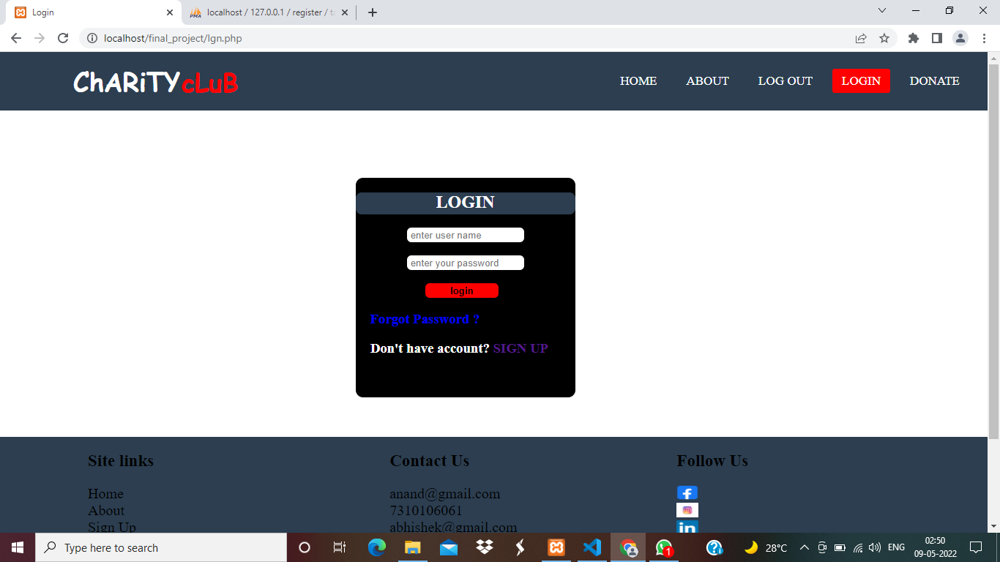 Login
localhost / 127.0.0.1 / register / ta
localhost/final_project/lgn.php
ChARiTY cLuB
HOME ABOUT LOG OUT LOGIN DONATE
LOGIN
enter user name
enter your password
login
Forgot Password ?
Don't have account? SIGN UP
Site links Contact Us Follow Us
Home anand@gmail.com
About 7310106061
Sign Up abhishek@gmail.com
Type here to search
1
28°C
ENG
02:50
09-05-2022